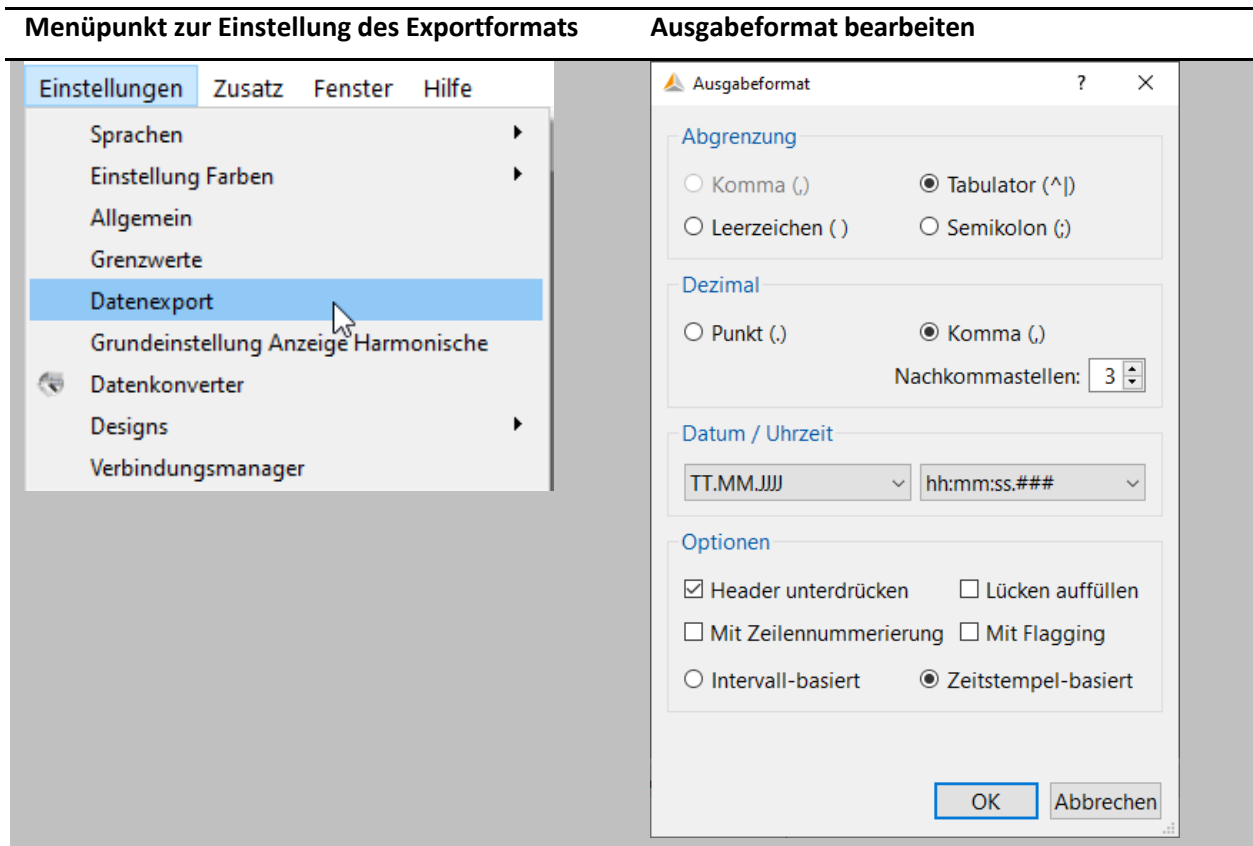 Menüpunkt zur Einstellung des Exportformats
Ausgabeformat bearbeiten
Einstellungen Zusatz Fenster Hilfe
Sprachen
Einstellung Farben
Allgemein
Grenzwerte
Datenexport
Grundeinstellung Anzeige Harmonische
Datenkonverter
Designs
Verbindungsmanager
Ausgabeformat ?
Abgrenzung
Komma (,) Tabulator (^|)
Leerzeichen ( ) Semikolon (;)
Dezimal
Punkt (.) Komma (,)
Nachkommastellen: 3
Datum / Uhrzeit
TT.MM.JJJJ hh:mm:ss.###
Optionen
Header unterdrücken Lücken auffüllen
Mit Zeilennummerierung Mit Flagging
Intervall-basiert Zeitstempel-basiert
OK Abbrechen